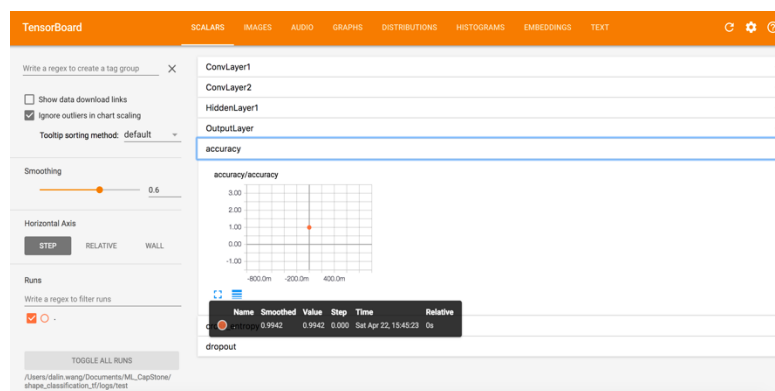 TensorBoard
SCALARS IMAGES AUDIO GRAPHS DISTRIBUTIONS HISTOGRAMS EMBEDDINGS TEXT
Write a regex to create a tag group
Show data download links
Ignore outliers in chart scaling
Tooltip sorting method: default
Smoothing
0.6
Horizontal Axis
STEP RELATIVE WALL
Runs
Write a regex to filter runs
-
TOGGLE ALL RUNS
/Users/dalin.wang/Documents/ML_CapStone/
shape_classification_tf/logs/test
ConvLayer1
ConvLayer2
HiddenLayer1
OutputLayer
accuracy
accuracy/accuracy
3.00
2.00
1.00
0.00
-1.00
-800.0m -200.0m 400.0m
Name Smoothed Value Step Time Relative
0.9942 0.9942 0.000 Sat Apr 22, 15:45:23 0s
dropout